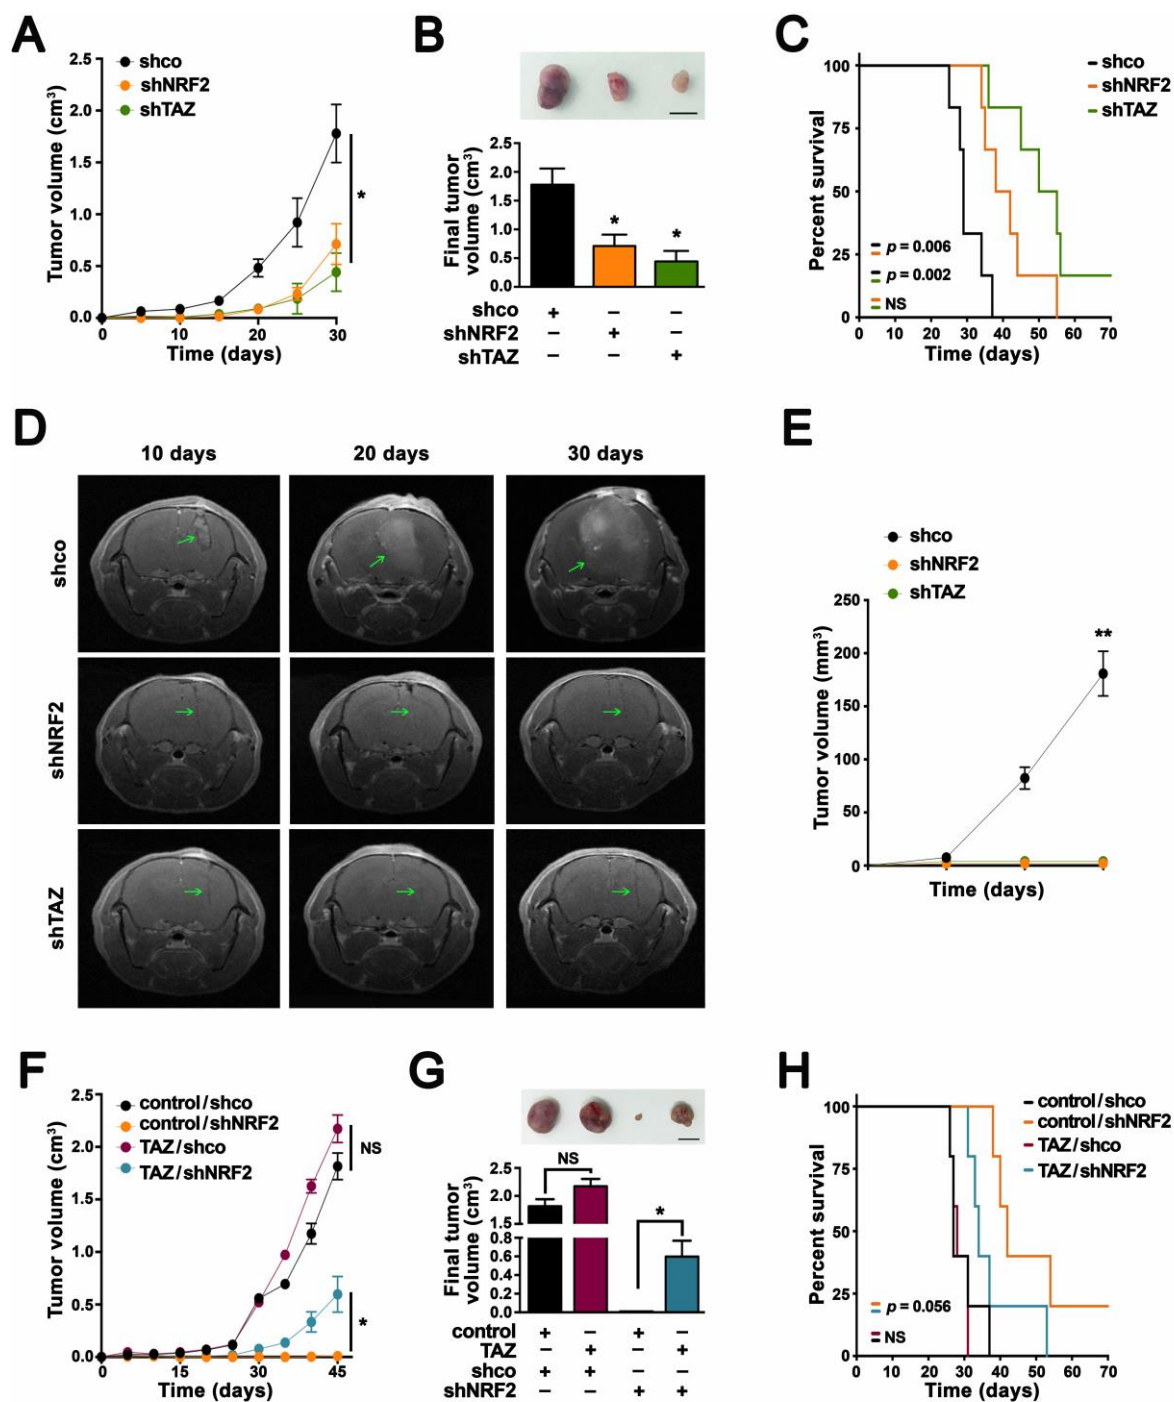 A
Tumor volume (cm³)
2.5
2.0
1.5
1.0
0.5
0.0
0 10 20 30
Time (days)
shco
shNRF2
shTAZ
*
B
Final tumor
volume (cm³)
2.5
2.0
1.5
1.0
0.5
0.0
* *
shco + – –
shNRF2 – + –
shTAZ – – +
C
Percent survival
100
75
50
25
0
0 10 20 30 40 50 60 70
Time (days)
shco
shNRF2
shTAZ
p = 0.006
p = 0.002
NS
D
10 days 20 days 30 days
shco
shNRF2
shTAZ
E
shco
shNRF2
shTAZ
Tumor volume (mm³)
250
200
150
100
50
0
**
Time (days)
F
Tumor volume (cm³)
2.5
2.0
1.5
1.0
0.5
0.0
0 15 30 45
Time (days)
control/shco
control/shNRF2
TAZ/shco
TAZ/shNRF2
NS
*
G
Final tumor
volume (cm³)
2.5
2.0
1.5
0.8
0.6
0.4
0.2
0.0
NS
*
control + – + –
TAZ – + – +
shco + + – –
shNRF2 – – + +
H
Percent survival
100
75
50
25
0
0 10 20 30 40 50 60 70
Time (days)
control/shco
control/shNRF2
TAZ/shco
TAZ/shNRF2
p = 0.056
NS